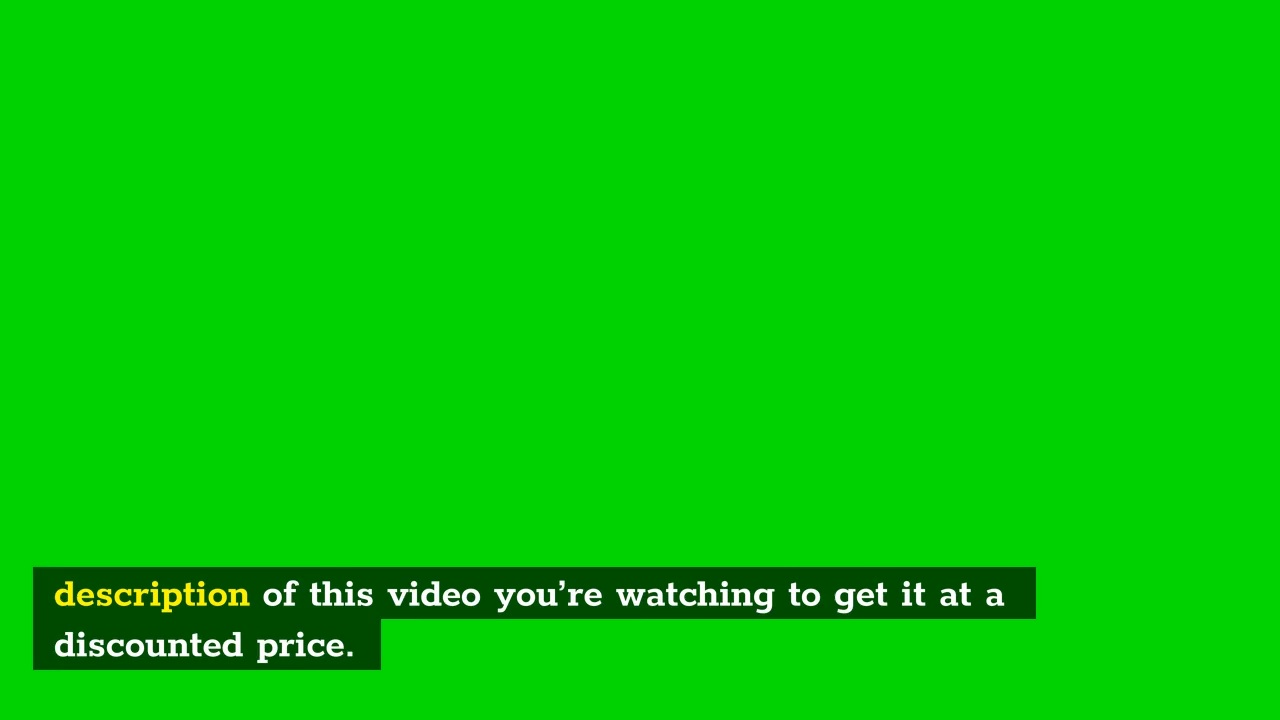 description of this video you’re watching to get it at a
discounted price.